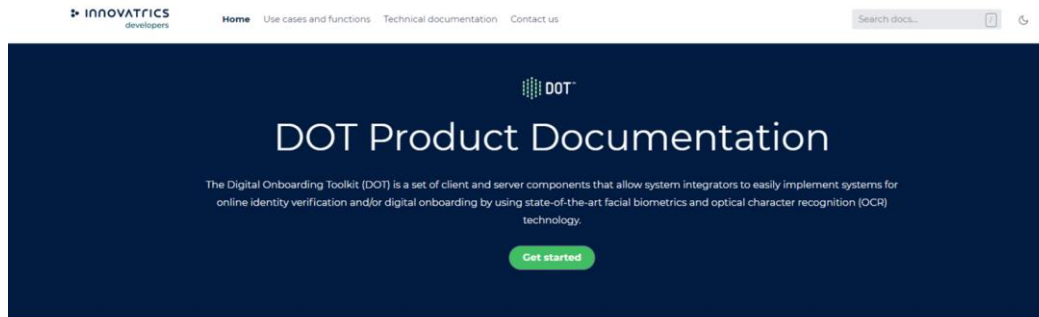 INNOVATRICS
developers
Home Use cases and functions Technical documentation Contact us
Search docs... /
DOT™
DOT Product Documentation
The Digital Onboarding Toolkit (DOT) is a set of client and server components that allow system integrators to easily implement systems for
online identity verification and/or digital onboarding by using state-of-the-art facial biometrics and optical character recognition (OCR)
technology.
Get started